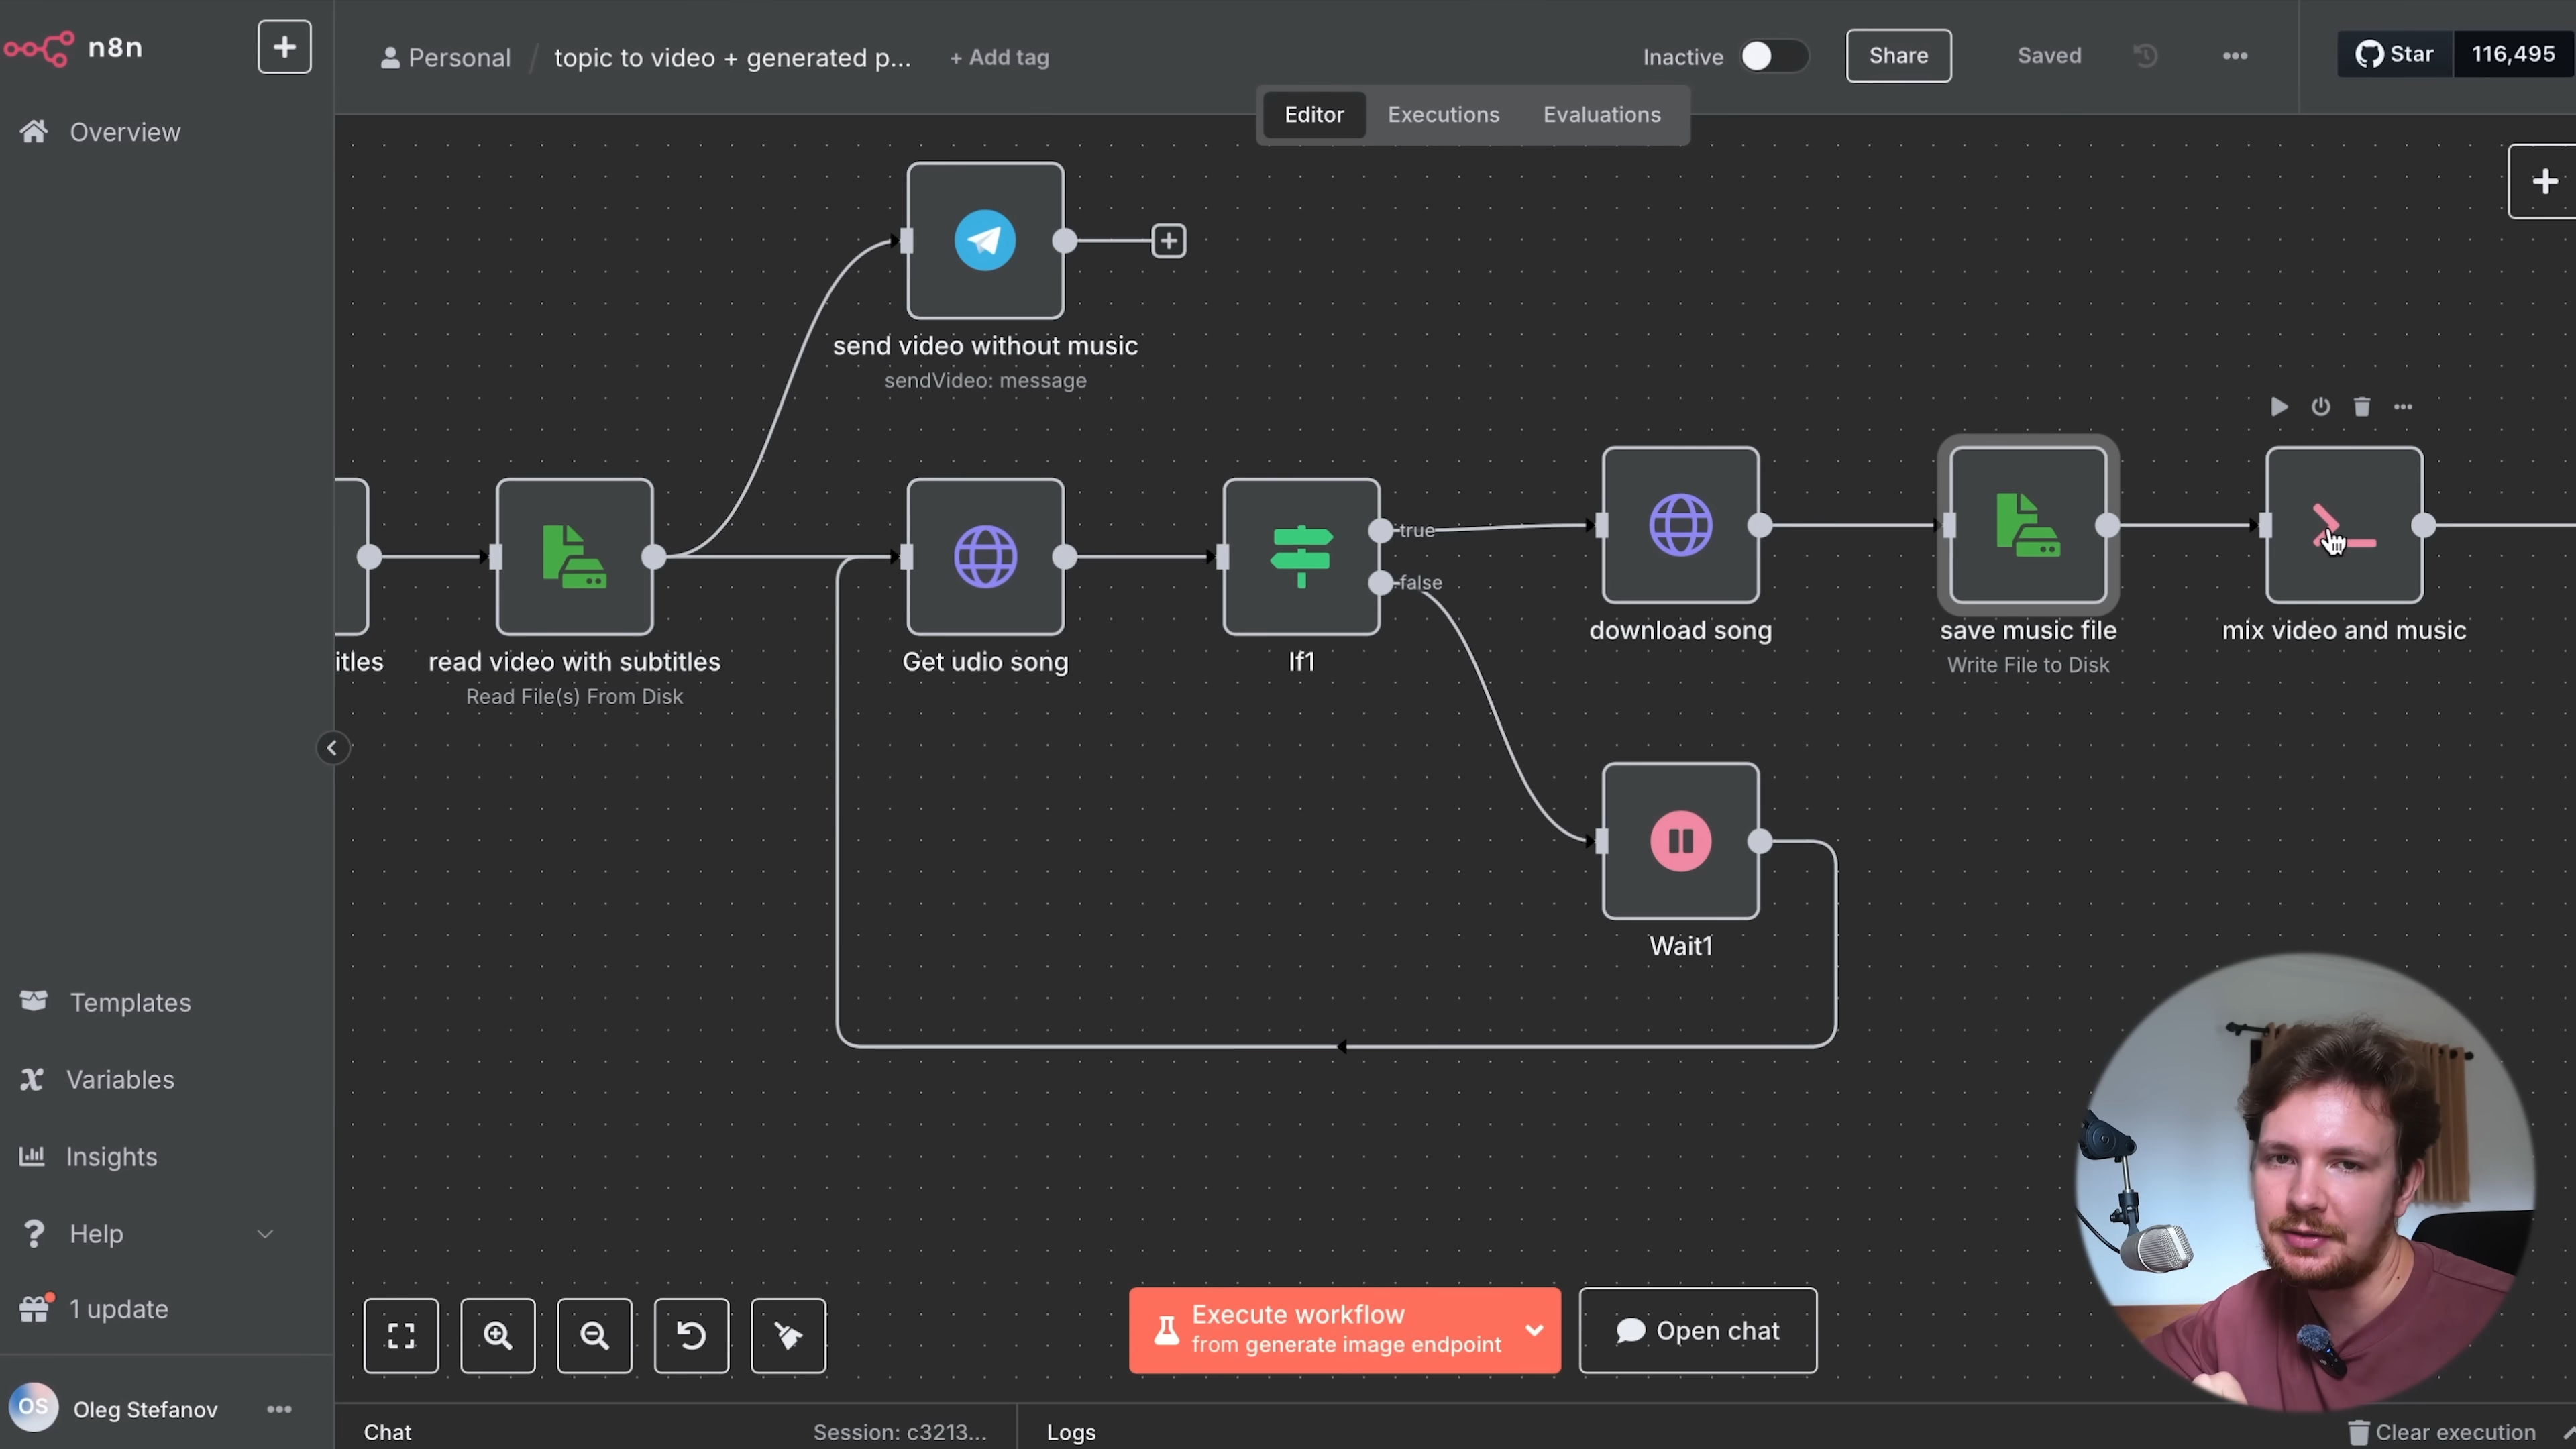 n8n
Personal / topic to video + generated p... + Add tag
Inactive
Share
Saved
Star 116,495
Overview
Editor Executions Evaluations
send video without music
sendVideo: message
true
false
itles
read video with subtitles
Read File(s) From Disk
Get udio song
If1
download song
save music file
Write File to Disk
mix video and music
Wait1
Templates
Variables
Insights
Help
1 update
Execute workflow
from generate image endpoint
Open chat
OS Oleg Stefanov
Chat
Session: c3213...
Logs
Clear execution